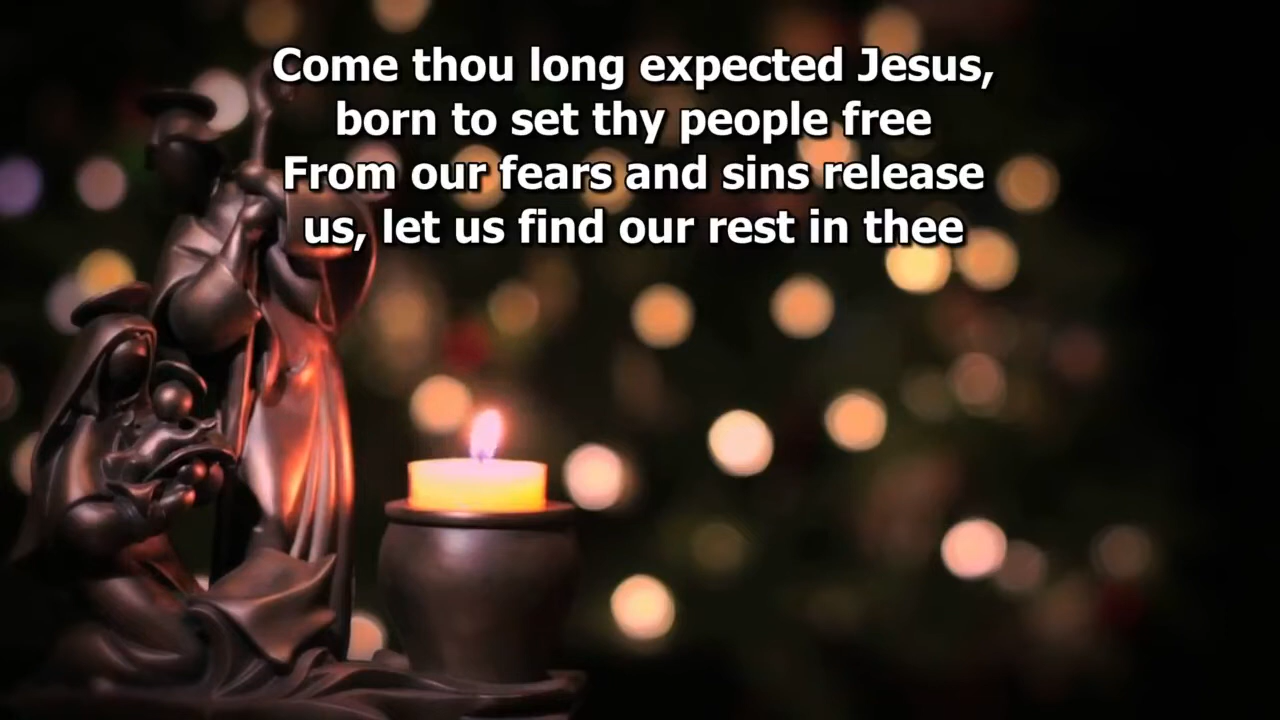 Come thou long expected Jesus,
born to set thy people free
From our fears and sins release
us, let us find our rest in thee